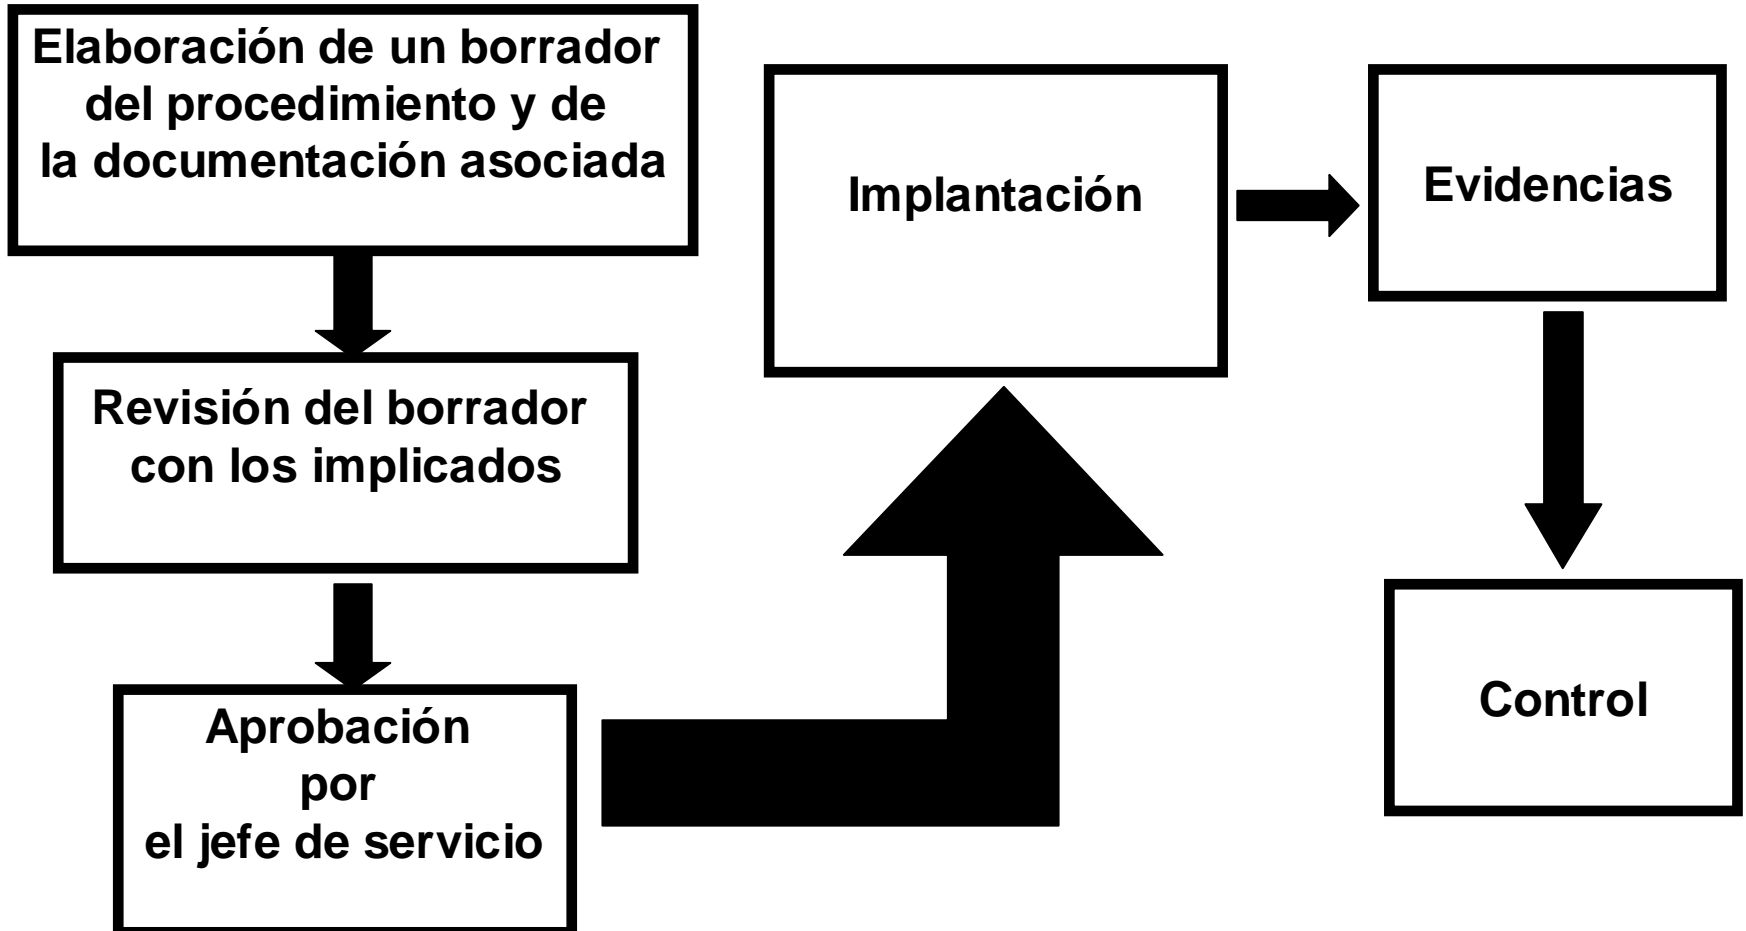 Elaboración de un borrador
del procedimiento y de
la documentación asociada
Revisión del borrador
con los implicados
Aprobación
por
el jefe de servicio
Implantación
Evidencias
Control